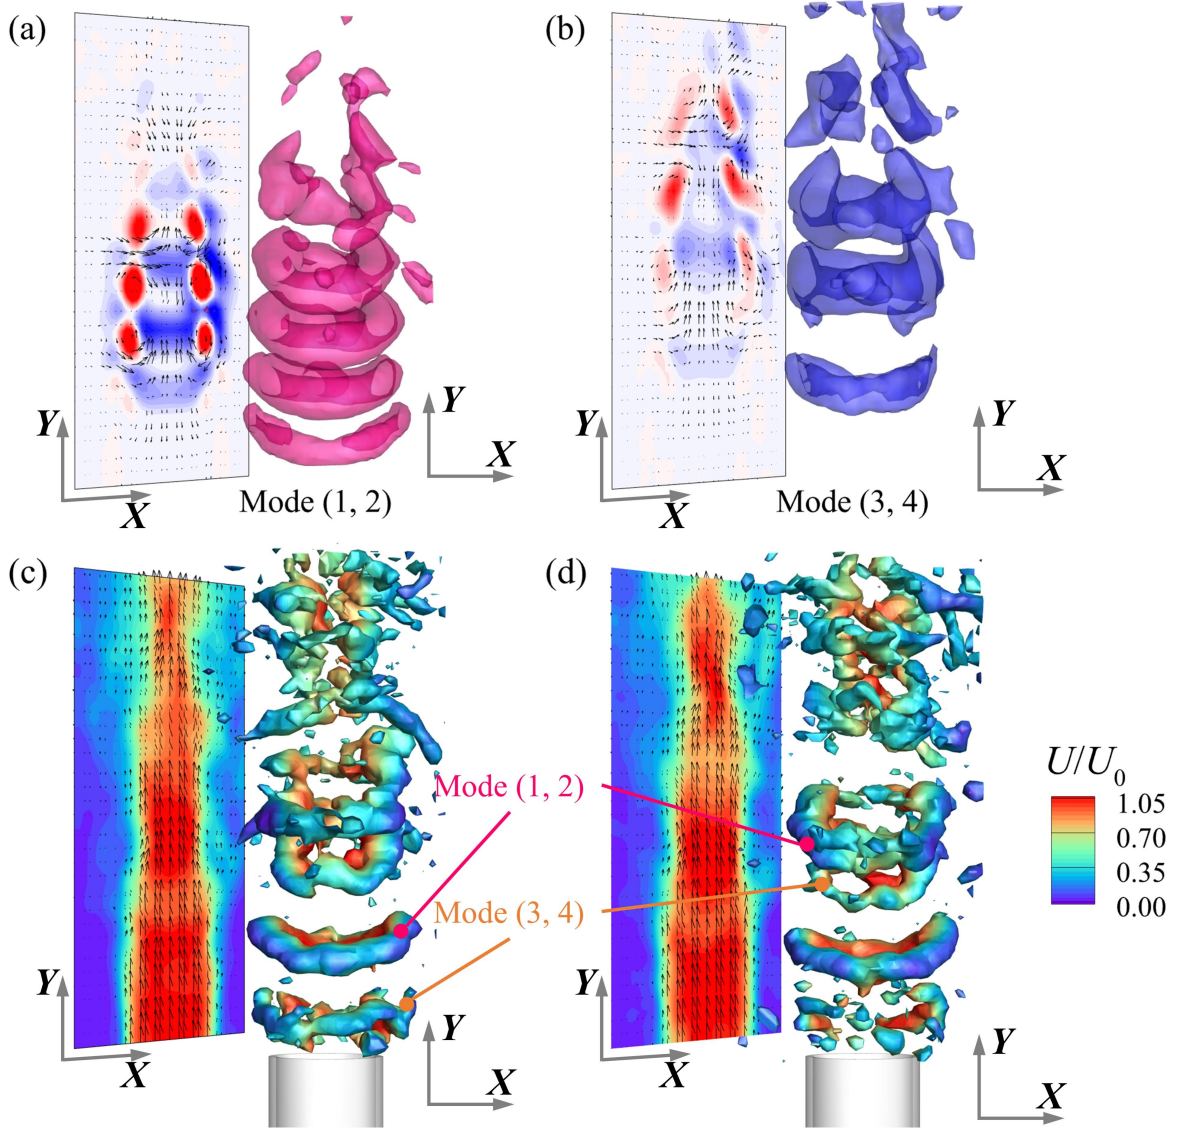 (a)
(b)
Y
X
Y
X
Mode (1, 2)
Y
X
Y
X
Mode (3, 4)
(c)
(d)
Mode (1, 2)
Mode (3, 4)
Y
X
Y
X
Y
X
Y
X
U/U₀
1.05
0.70
0.35
0.00